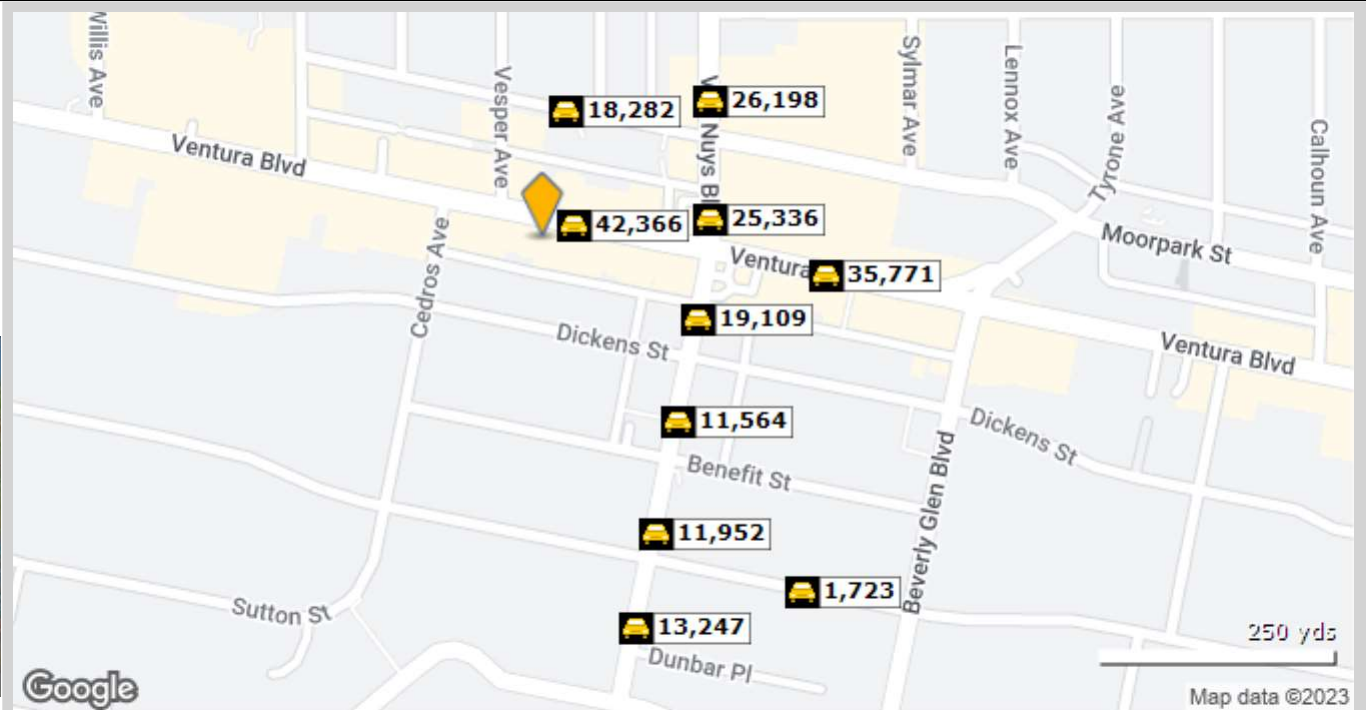 Willis Ave
Vesper Ave
Sylmar Ave
Lennox Ave
Tyrone Ave
Calhoun Ave
18,282
26,198
Nuys Bl
Ventura Blvd
42,366
25,336
Moorpark St
Ventura
35,771
Cedros Ave
19,109
Dickens St
Ventura Blvd
11,564
Dickens St
Benefit St
Beverly Glen Blvd
11,952
1,723
Sutton St
13,247
250 yds
Dunbar Pl
Google
Map data ©2023